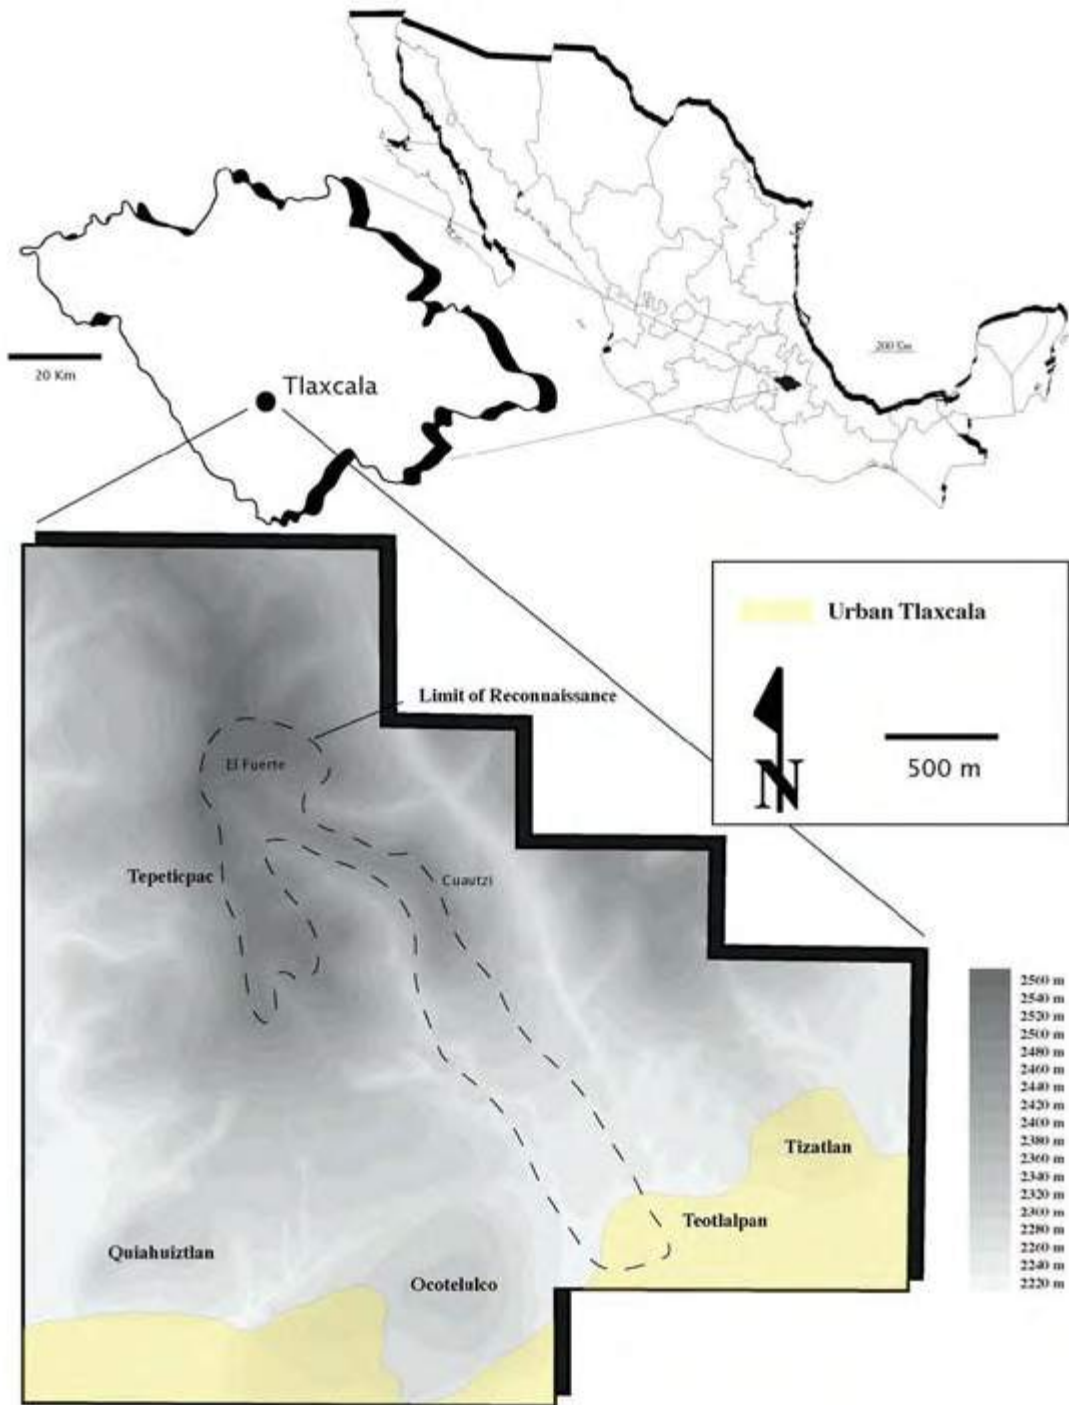 200 Km
20 Km
Tlaxcala
Urban Tlaxcala
N
500 m
Limit of Reconnaissance
El Fuerte
Tepeticpac
Cuautzi
2560 m
2540 m
2520 m
2500 m
2480 m
2460 m
2440 m
2420 m
2400 m
2380 m
2360 m
2340 m
2320 m
2300 m
2280 m
2260 m
2240 m
2220 m
Tizatlan
Teotlalpan
Quiahuiztlan
Ocotelulco